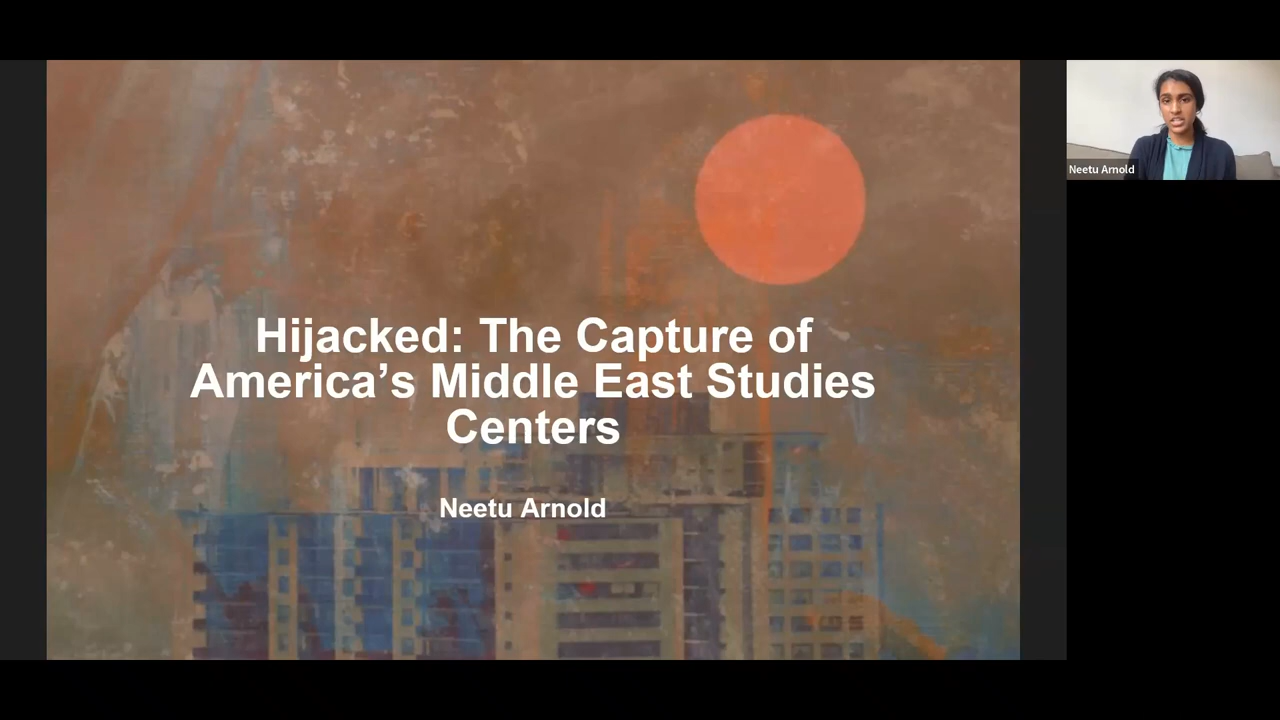 Hijacked: The Capture of
America's Middle East Studies
Centers
Neetu Arnold
Neetu Arnold